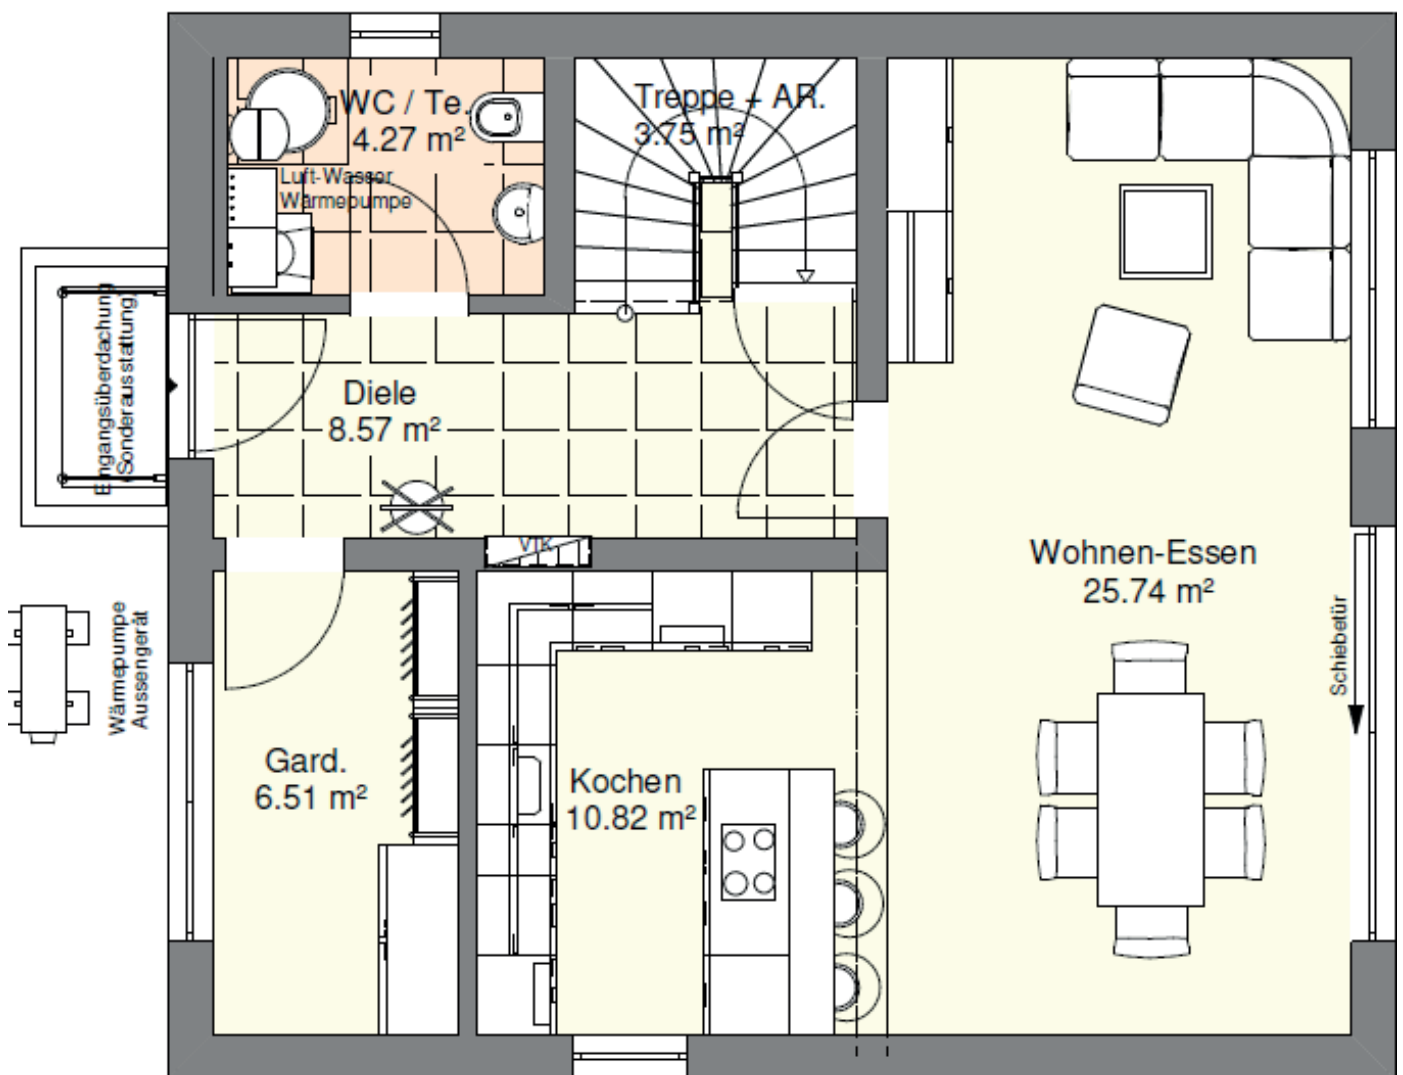 WC / Te.
4.27 m²
Luft-Wasser
Wärmepumpe
Treppe + AR.
3.75 m²
Eingangsüberdachung
(Sonderausstattung)
Diele
8.57 m²
VTK
Wohnen-Essen
25.74 m²
Schiebetür
Wärmepumpe
Aussengerät
Gard.
6.51 m²
Kochen
10.82 m²